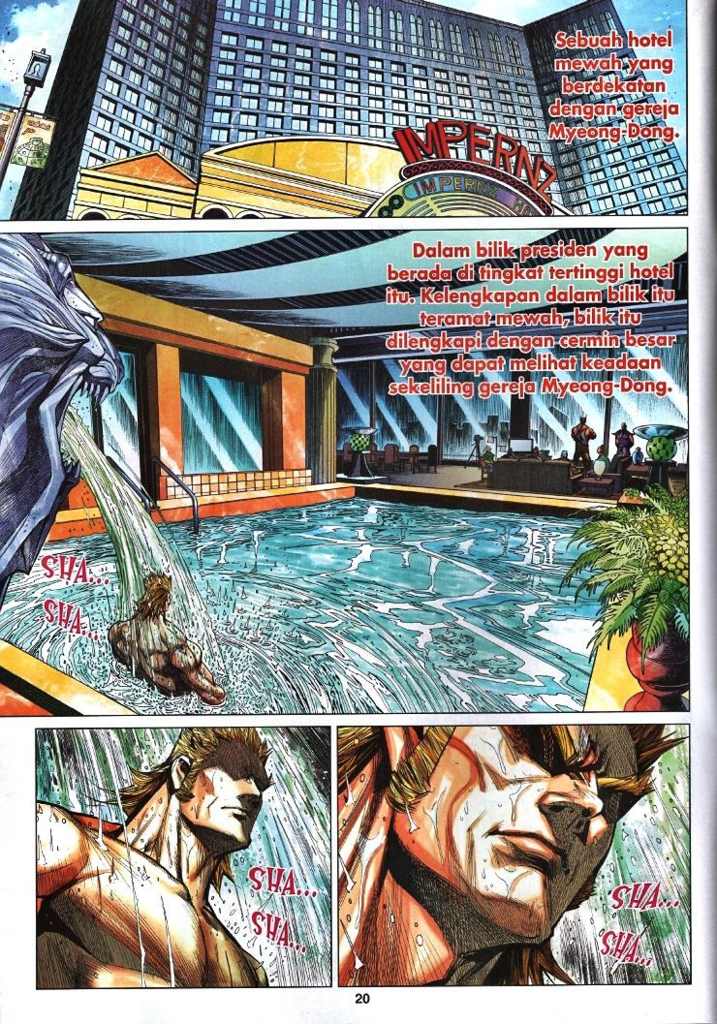 Sebuah hotel
mewah yang
berdekatan
dengan gereja
Myeong-Dong.
IMPERNZ
IMPERNZ
Dalam bilik presiden yang
berada di tingkat tertinggi hotel
itu. Kelengkapan dalam bilik itu
teramat mewah, bilik itu
dilengkapi dengan cermin besar
yang dapat melihat keadaan
sekeliling gereja Myeong-Dong.
SHA...
SHA...
SHA...
SHA...
SHA...
SHA...
20